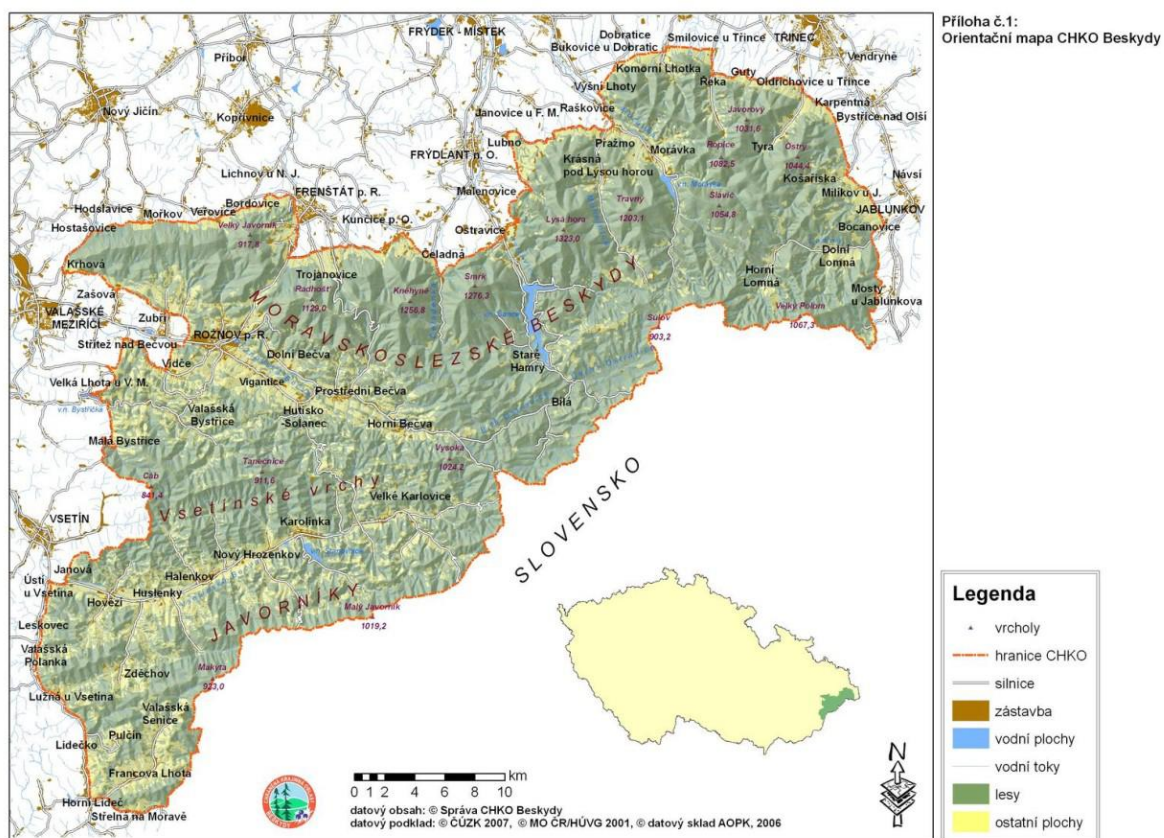 Příloha č.1:
Orientační mapa CHKO Beskydy
FRÝDEK - MÍSTEK
Dobratice
Bukovice u Dobratic
Smilovice u Třince
TŘINEC
Vendryně
Příbor
Komorní Lhotka
Guty
Řeka
Oldřichovice u Třince
Vyšní Lhoty
Nový Jičín
Kopřivnice
Janovice u F. M.
Raškovice
Javorový
1031,6
Karpentná
Bystřice nad Olší
Lubno
Pražmo
Morávka
Ropice
1082,5
Tyra
Ostrý
1044,4
FRÝDLANT n. O.
Krásná
pod Lysou horou
Košařiska
Návsí
Lichnov u N. J.
Malenovice
Travný
1203,1
Slavíč
1054,8
Milíkov u J.
JABLUNKOV
FRENŠTÁT p. R.
Bordovice
Hodslavice
Mořkov
Veřovice
Hostašovice
Velký Javorník
917,8
Kunčice p. O.
Ostravice
Lysá hora
1323,0
Bocanovice
Dolní
Lomná
Čeladná
Krhová
Trojanovice
Radhošť
1129,0
Kněhyně
1256,8
Smrk
1276,3
Horní
Lomná
Mosty
u Jablunkova
Zašová
VALAŠSKÉ
MEZIŘÍČÍ
Zubří
Velký Polom
1067,3
Sulov
903,2
MORAVSKOSLEZSKÉ BESKYDY
ROŽNOV p. R.
Střítež nad Bečvou
Dolní Bečva
Staré
Hamry
Vidče
Velká Lhota u V. M.
v.n. Bystřička
Vigantice
Prostřední Bečva
Valašská
Bystřice
Hutisko
-Solanec
Horní Bečva
Bílá
Malá Bystřice
Vysoká
1024,2
Cáb
841,4
Tanečnice
911,6
Vsetínské vrchy
Velké Karlovice
SLOVENSKO
VSETÍN
Karolinka
Nový Hrozenkov
Janová
Ústí
u Vsetína
Halenkov
Huslenky
Hovězí
JAVORNÍKY
Malý Javorník
1019,2
Leskovec
Valašská
Polanka
Zděchov
Makyta
923,0
Lužná u Vsetína
Valašská
Senice
Lidečko
Pulčín
Francova Lhota
Horní Lideč
Střelna na Moravě
km
0 1 2 4 6 8 10
datový obsah: © Správa CHKO Beskydy
datový podklad: © ČÚZK 2007, © MO ČR/HÚVG 2001, © datový sklad AOPK, 2006
N
Legenda
vrcholy
hranice CHKO
silnice
zástavba
vodní plochy
vodní toky
lesy
ostatní plochy